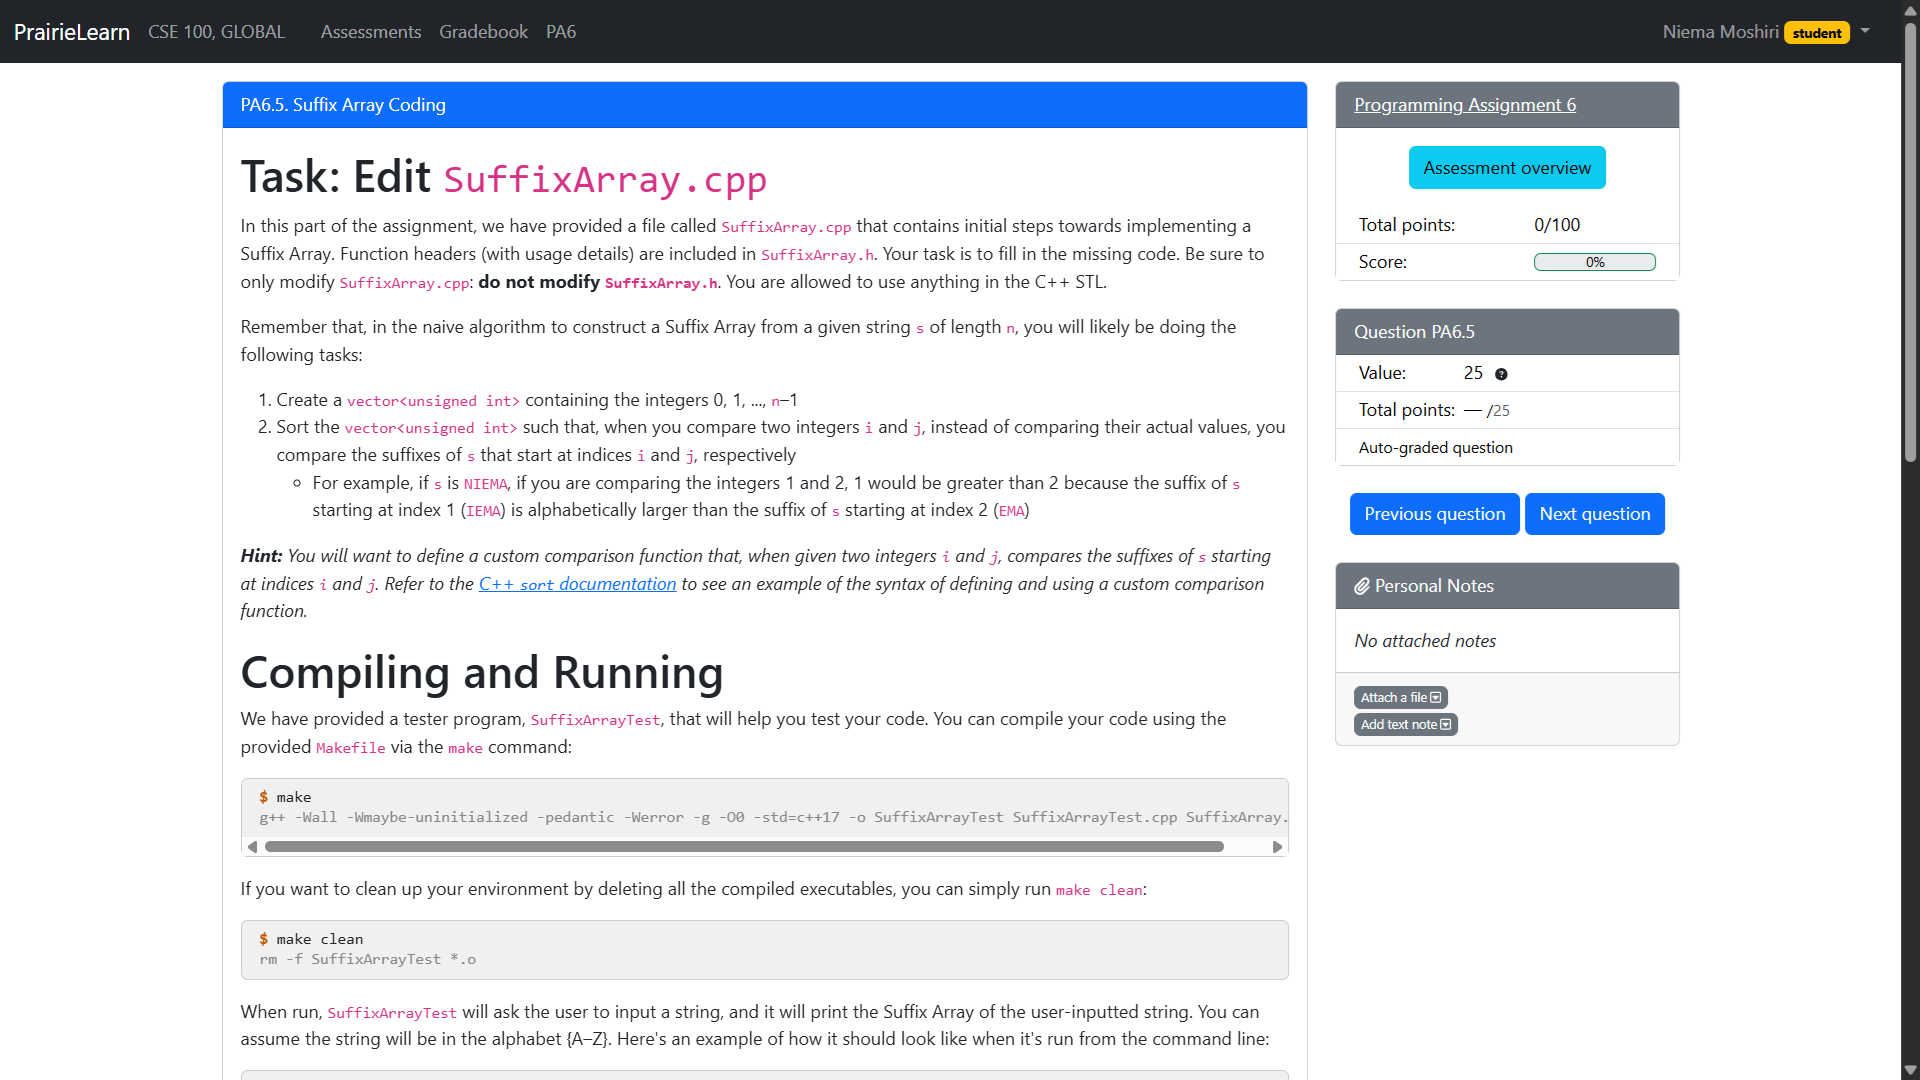 PrairieLearn CSE 100, GLOBAL Assessments Gradebook PA6 Niema Moshiri student
PA6.5. Suffix Array Coding
Task: Edit SuffixArray.cpp
In this part of the assignment, we have provided a file called SuffixArray.cpp that contains initial steps towards implementing a
Suffix Array. Function headers (with usage details) are included in SuffixArray.h. Your task is to fill in the missing code. Be sure to
only modify SuffixArray.cpp: do not modify SuffixArray.h. You are allowed to use anything in the C++ STL.
Remember that, in the naive algorithm to construct a Suffix Array from a given string s of length n, you will likely be doing the
following tasks:
1. Create a vector<unsigned int> containing the integers 0, 1, ..., n–1
2. Sort the vector<unsigned int> such that, when you compare two integers i and j, instead of comparing their actual values, you
compare the suffixes of s that start at indices i and j, respectively
For example, if s is NIEMA, if you are comparing the integers 1 and 2, 1 would be greater than 2 because the suffix of s
starting at index 1 (IEMA) is alphabetically larger than the suffix of s starting at index 2 (EMA)
Hint: You will want to define a custom comparison function that, when given two integers i and j, compares the suffixes of s starting
at indices i and j. Refer to the C++ sort documentation to see an example of the syntax of defining and using a custom comparison
function.
Compiling and Running
We have provided a tester program, SuffixArrayTest, that will help you test your code. You can compile your code using the
provided Makefile via the make command:
$ make
g++ -Wall -Wmaybe-uninitialized -pedantic -Werror -g -O0 -std=c++17 -o SuffixArrayTest SuffixArrayTest.cpp SuffixArray.
If you want to clean up your environment by deleting all the compiled executables, you can simply run make clean:
$ make clean
rm -f SuffixArrayTest *.o
When run, SuffixArrayTest will ask the user to input a string, and it will print the Suffix Array of the user-inputted string. You can
assume the string will be in the alphabet {A–Z}. Here's an example of how it should look like when it's run from the command line:
Programming Assignment 6
Assessment overview
Total points: 0/100
Score: 0%
Question PA6.5
Value: 25
Total points: — /25
Auto-graded question
Previous question Next question
Personal Notes
No attached notes
Attach a file
Add text note